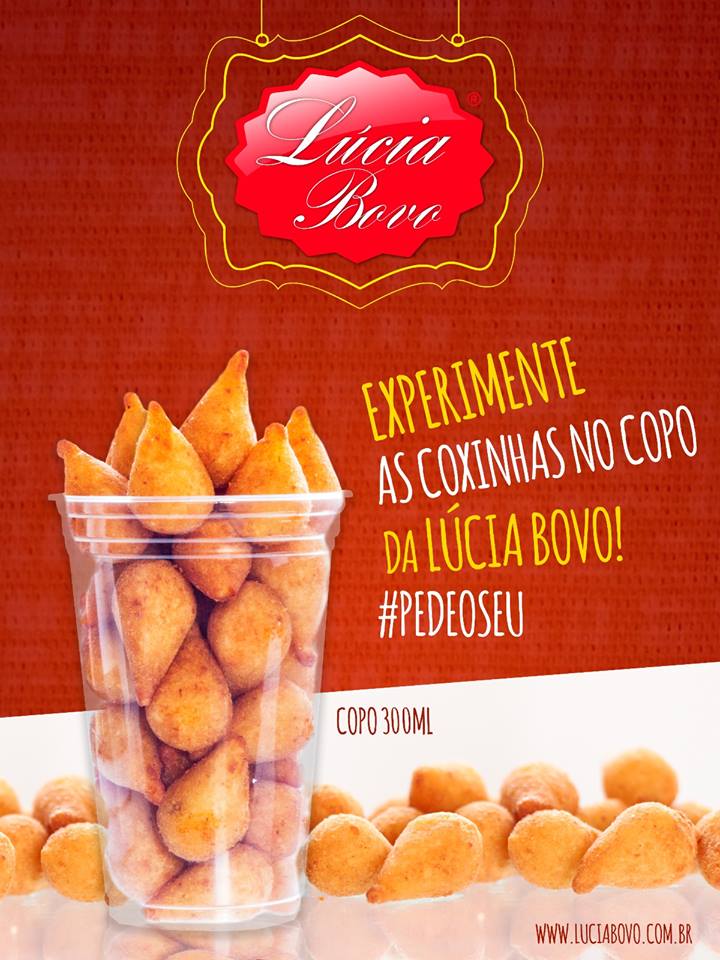 Lúcia
Bovo
®
EXPERIMENTE
AS COXINHAS NO COPO
DA LÚCIA BOVO!
#PEDEOSEU
COPO 300ML
WWW.LUCIABOVO.COM.BR